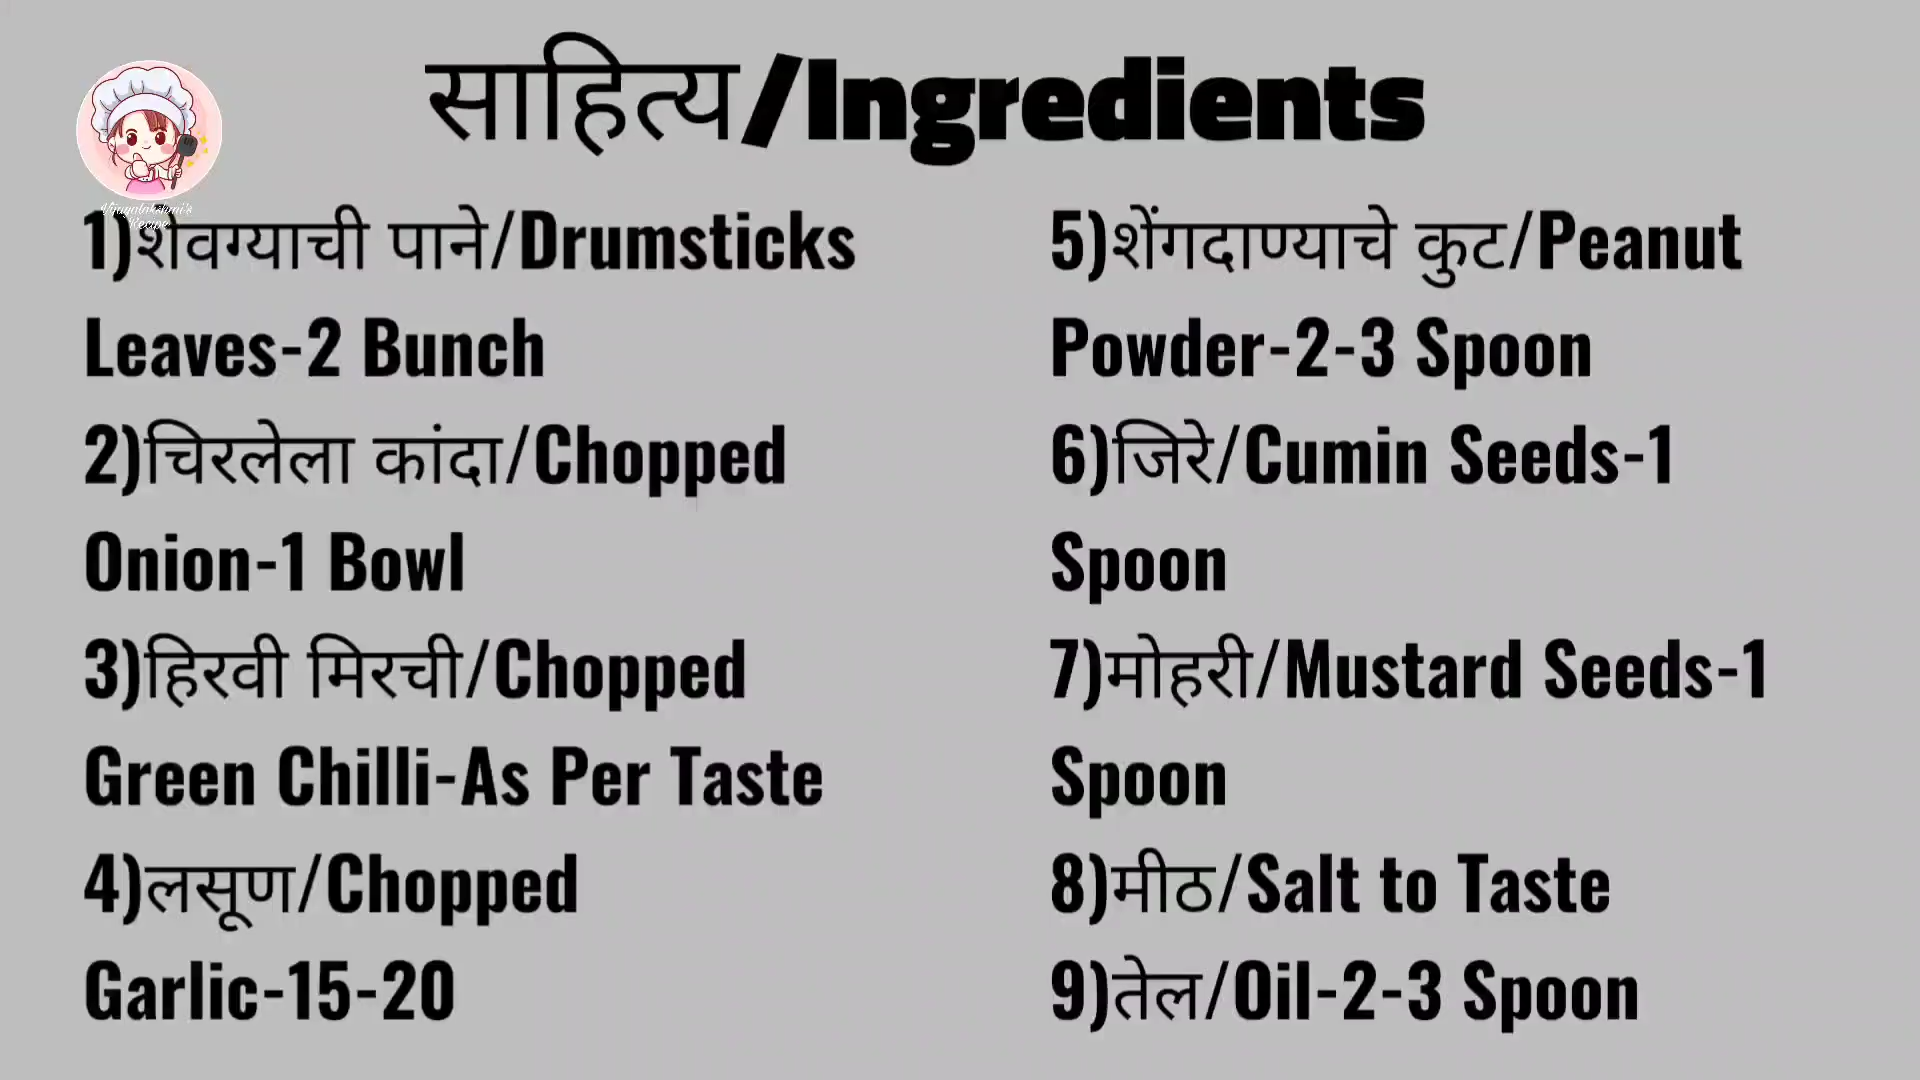 साहित्य/Ingredients
Vijayalakshmi's
Recipe
1)शेवग्याची पाने/Drumsticks
Leaves-2 Bunch
2)चिरलेला कांदा/Chopped
Onion-1 Bowl
3)हिरवी मिरची/Chopped
Green Chilli-As Per Taste
4)लसूण/Chopped
Garlic-15-20
5)शेंगदाण्याचे कुट/Peanut
Powder-2-3 Spoon
6)जिरे/Cumin Seeds-1
Spoon
7)मोहरी/Mustard Seeds-1
Spoon
8)मीठ/Salt to Taste
9)तेल/Oil-2-3 Spoon